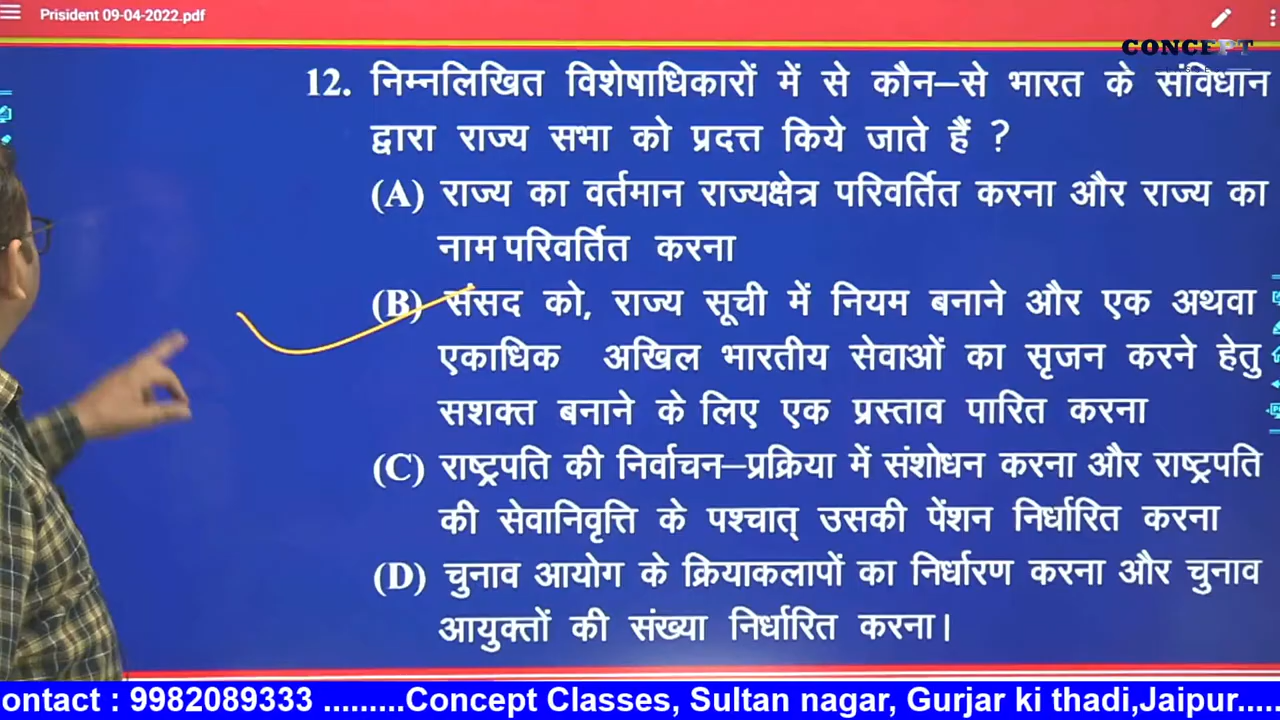 Prisident 09-04-2022.pdf
CONCEPT
12. निम्नलिखित विशेषाधिकारों में से कौन–से भारत के संविधान
द्वारा राज्य सभा को प्रदत्त किये जाते हैं ?
(A) राज्य का वर्तमान राज्यक्षेत्र परिवर्तित करना और राज्य का
नाम परिवर्तित करना
(B) संसद को, राज्य सूची में नियम बनाने और एक अथवा
एकाधिक अखिल भारतीय सेवाओं का सृजन करने हेतु
सशक्त बनाने के लिए एक प्रस्ताव पारित करना
(C) राष्ट्रपति की निर्वाचन–प्रक्रिया में संशोधन करना और राष्ट्रपति
की सेवानिवृत्ति के पश्चात् उसकी पेंशन निर्धारित करना
(D) चुनाव आयोग के क्रियाकलापों का निर्धारण करना और चुनाव
आयुक्तों की संख्या निर्धारित करना।
ontact : 9982089333 .........Concept Classes, Sultan nagar, Gurjar ki thadi,Jaipur.....